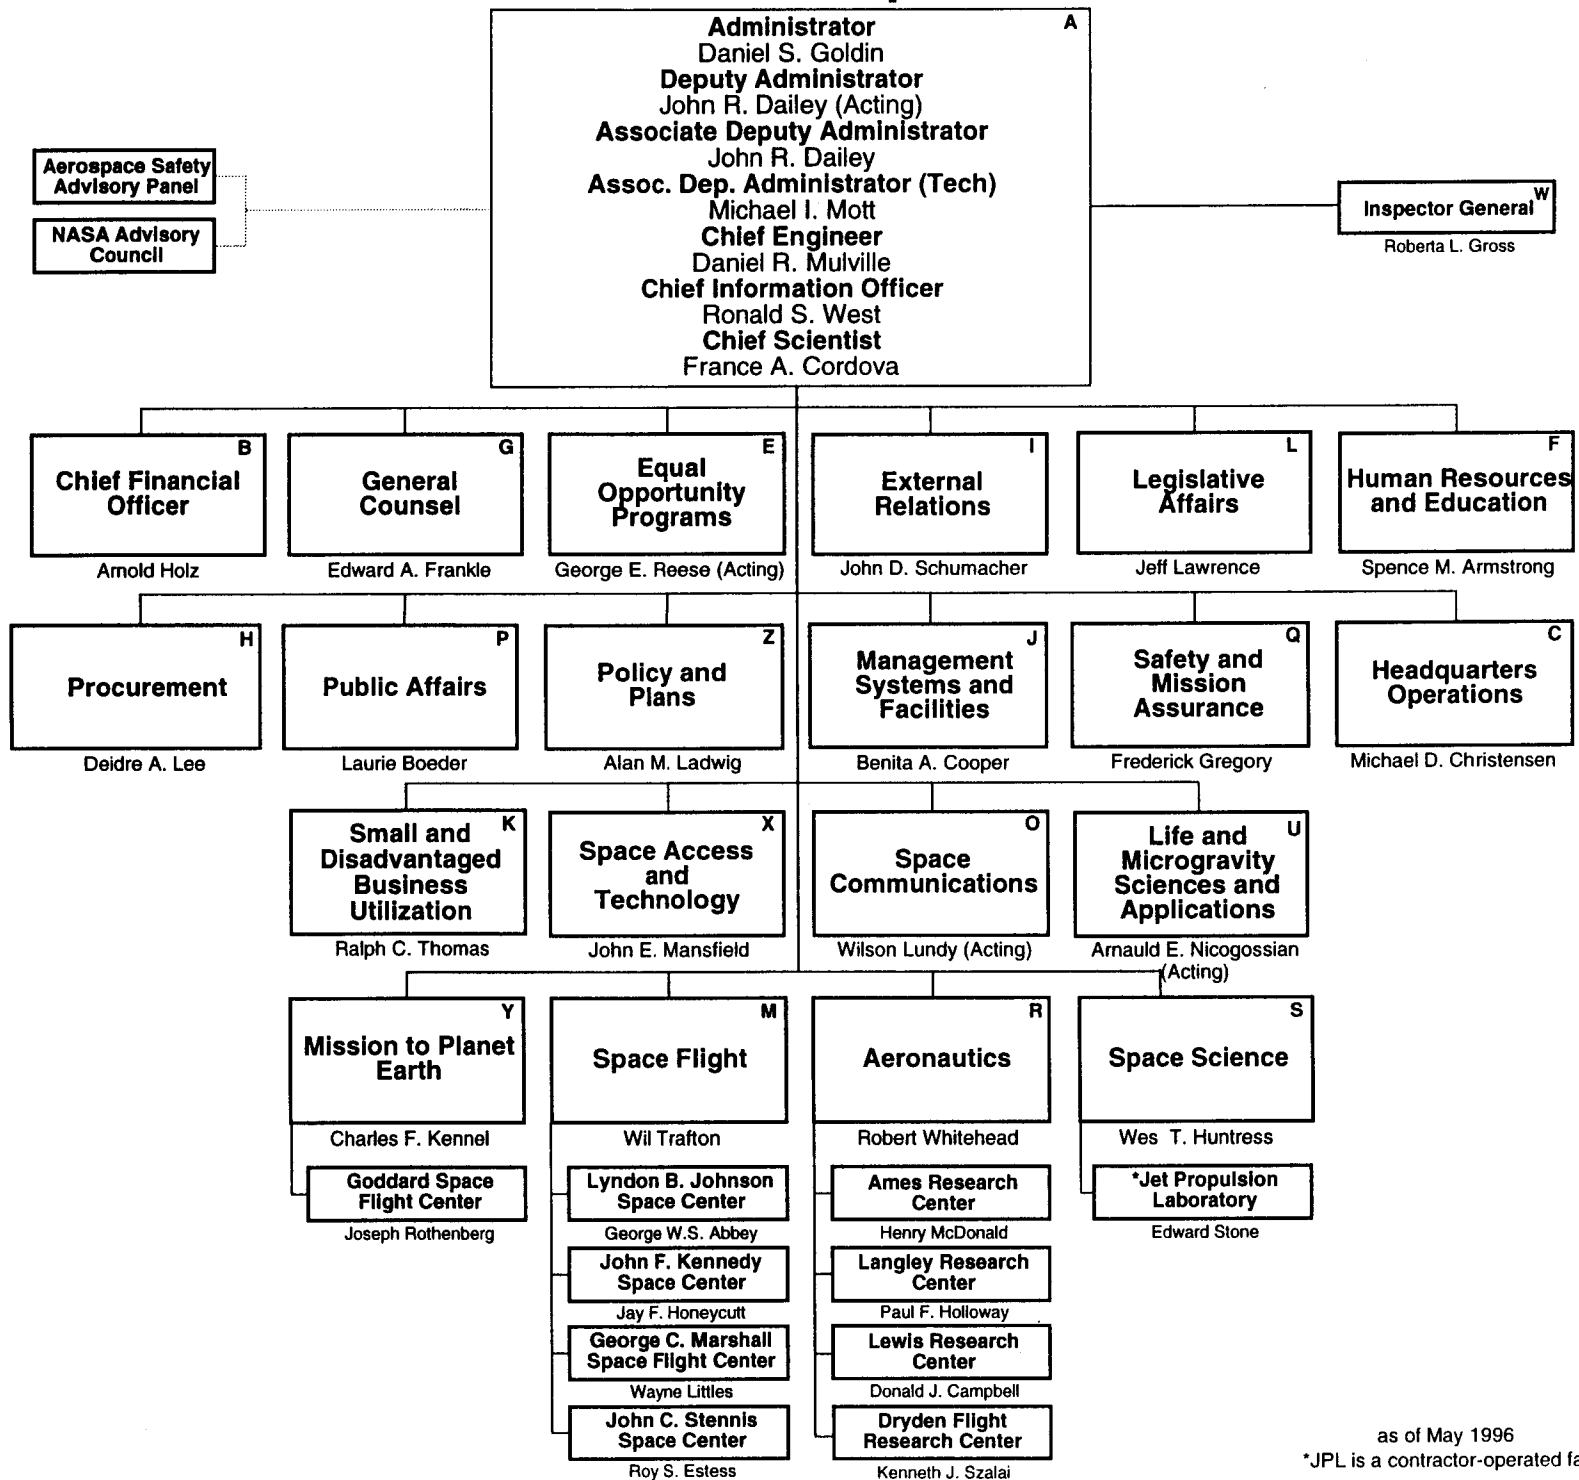 A
Administrator
Daniel S. Goldin
Deputy Administrator
John R. Dailey (Acting)
Associate Deputy Administrator
John R. Dailey
Assoc. Dep. Administrator (Tech)
Michael I. Mott
Chief Engineer
Daniel R. Mulville
Chief Information Officer
Ronald S. West
Chief Scientist
France A. Cordova
Aerospace Safety
Advisory Panel
NASA Advisory
Council
W
Inspector General
Roberta L. Gross
B
Chief Financial
Officer
Arnold Holz
G
General
Counsel
Edward A. Frankle
E
Equal
Opportunity
Programs
George E. Reese (Acting)
I
External
Relations
John D. Schumacher
L
Legislative
Affairs
Jeff Lawrence
F
Human Resources
and Education
Spence M. Armstrong
H
Procurement
Deidre A. Lee
P
Public Affairs
Laurie Boeder
Z
Policy and
Plans
Alan M. Ladwig
J
Management
Systems and
Facilities
Benita A. Cooper
Q
Safety and
Mission
Assurance
Frederick Gregory
C
Headquarters
Operations
Michael D. Christensen
K
Small and
Disadvantaged
Business
Utilization
Ralph C. Thomas
X
Space Access
and
Technology
John E. Mansfield
O
Space
Communications
Wilson Lundy (Acting)
U
Life and
Microgravity
Sciences and
Applications
Arnauld E. Nicogossian
(Acting)
Y
Mission to Planet
Earth
Charles F. Kennel
Goddard Space
Flight Center
Joseph Rothenberg
M
Space Flight
Wil Trafton
Lyndon B. Johnson
Space Center
George W.S. Abbey
John F. Kennedy
Space Center
Jay F. Honeycutt
George C. Marshall
Space Flight Center
Wayne Littles
John C. Stennis
Space Center
Roy S. Estess
R
Aeronautics
Robert Whitehead
Ames Research
Center
Henry McDonald
Langley Research
Center
Paul F. Holloway
Lewis Research
Center
Donald J. Campbell
Dryden Flight
Research Center
Kenneth J. Szalai
S
Space Science
Wes T. Huntress
*Jet Propulsion
Laboratory
Edward Stone
as of May 1996
*JPL is a contractor-operated